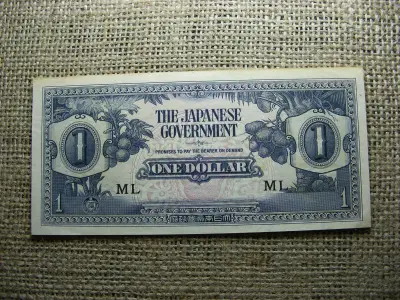 THE JAPANESE
GOVERNMENT
PROMISES TO PAY THE BEARER ON DEMAND
1 1
ONE DOLLAR
ML ML
1 1